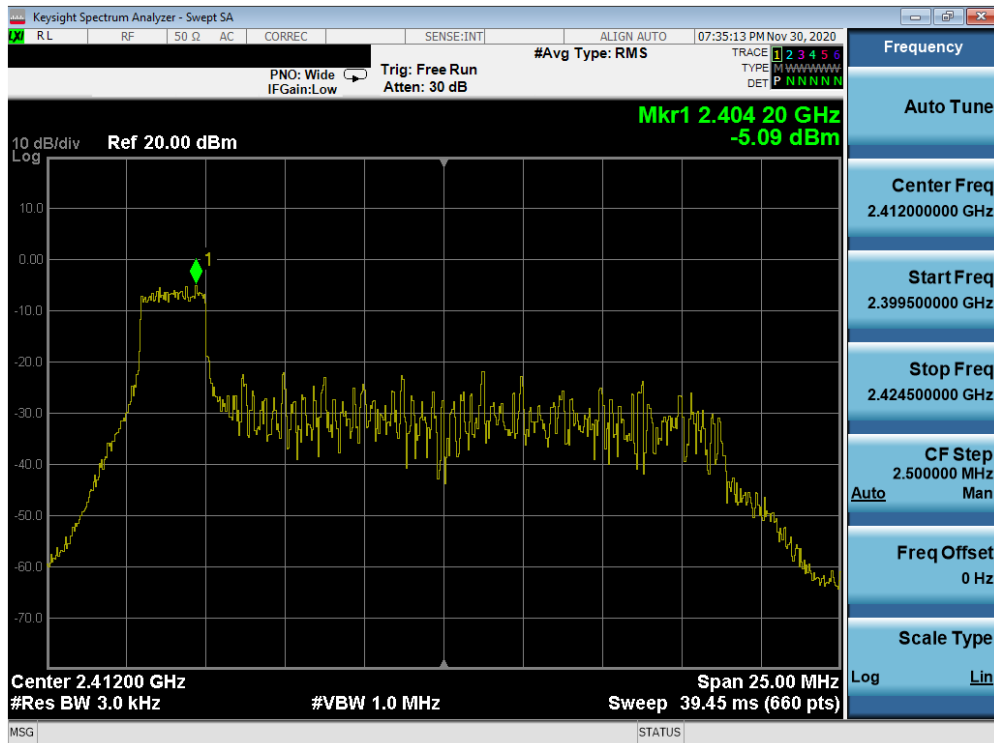 Keysight Spectrum Analyzer - Swept SA
LXI RL RF 50 Ω AC CORREC SENSE:INT ALIGN AUTO 07:35:13 PM Nov 30, 2020
#Avg Type: RMS TRACE 1 2 3 4 5 6
PNO: Wide Trig: Free Run TYPE M W W W W W
IFGain:Low Atten: 30 dB DET P N N N N N
Mkr1 2.404 20 GHz
-5.09 dBm
10 dB/div Ref 20.00 dBm
Log
10.0
0.00
1
-10.0
-20.0
-30.0
-40.0
-50.0
-60.0
-70.0
Center 2.41200 GHz Span 25.00 MHz
#Res BW 3.0 kHz #VBW 1.0 MHz Sweep 39.45 ms (660 pts)
MSG STATUS
Frequency
Auto Tune
Center Freq
2.412000000 GHz
Start Freq
2.399500000 GHz
Stop Freq
2.424500000 GHz
CF Step
2.500000 MHz
Auto Man
Freq Offset
0 Hz
Scale Type
Log Lin